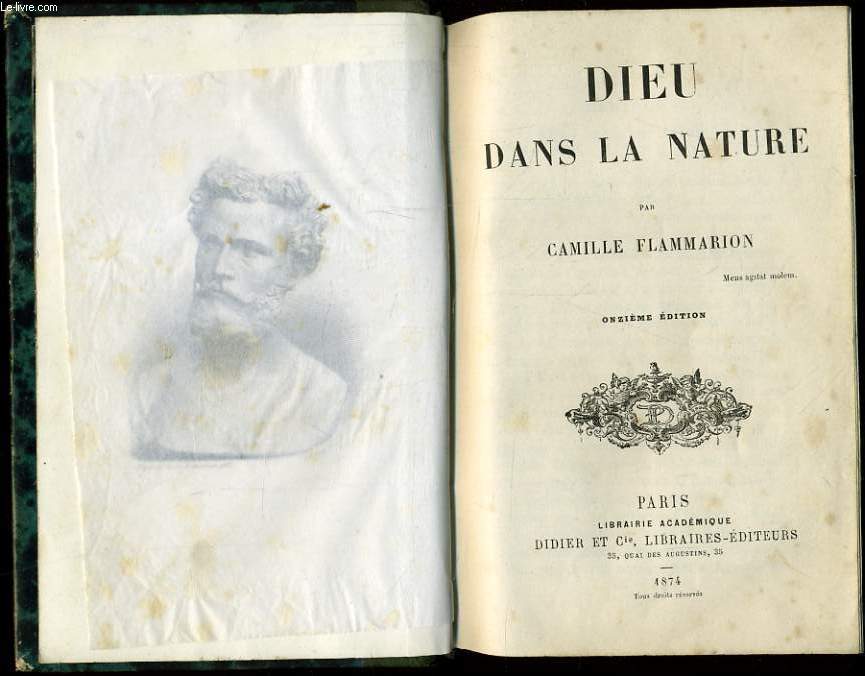 Le-livre.com
DIEU
DANS LA NATURE
PAR
CAMILLE FLAMMARION
Mens agitat molem.
ONZIÈME ÉDITION
PARIS
LIBRAIRIE ACADÉMIQUE
DIDIER ET Cie, LIBRAIRES-ÉDITEURS
35, QUAI DES AUGUSTINS, 35
1874
Tous droits réservés